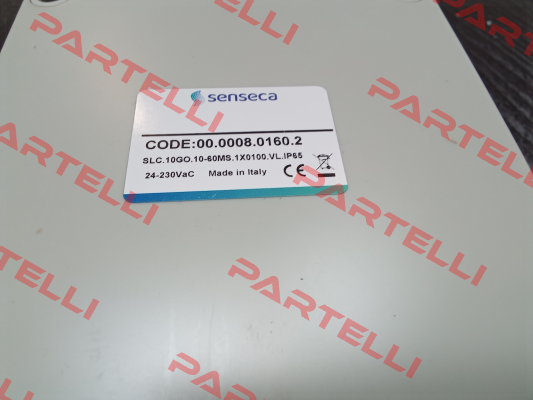 PARTELLI
PARTELLI
senseca
CODE:00.0008.0160.2
SLC.10GO.10-60MS.1X0100.VL.IP65
24-230VaC Made in Italy CE
PARTELLI
PARTELLI
PARTELLI
PARTELLI
PARTELLI